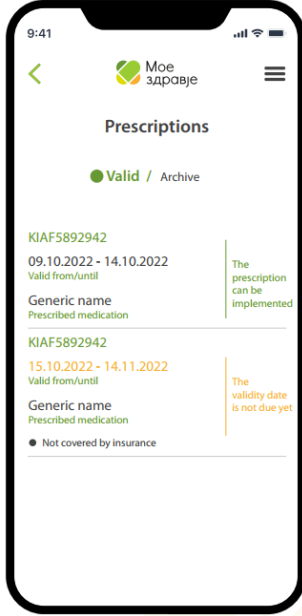 9:41
Мое
здравје
Prescriptions
Valid / Archive
KIAF5892942
09.10.2022 - 14.10.2022
Valid from/until
Generic name
Prescribed medication
The
prescription
can be
implemented
KIAF5892942
15.10.2022 - 14.11.2022
Valid from/until
Generic name
Prescribed medication
Not covered by insurance
The
validity date
is not due yet